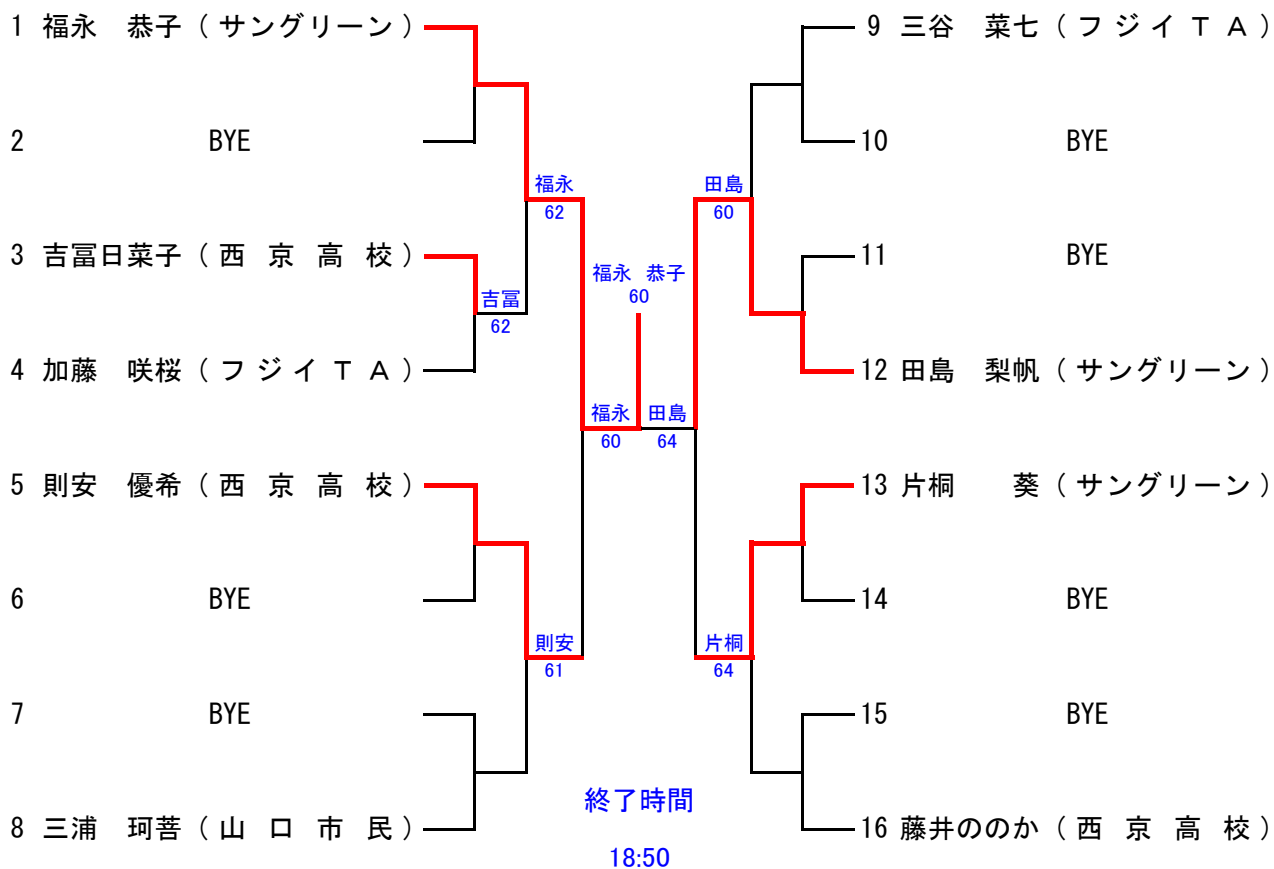 1 福永　恭子（サングリーン）
2 BYE
福永
62
3 吉冨日菜子（西京高校）
吉冨
62
4 加藤　咲桜（フジイＴＡ）
福永　恭子
60
福永
60
5 則安　優希（西京高校）
6 BYE
則安
61
7 BYE
8 三浦　珂菩（山口市民）
9 三谷　菜七（フジイＴＡ）
10 BYE
田島
60
11 BYE
12 田島　梨帆（サングリーン）
田島
64
13 片桐　　葵（サングリーン）
14 BYE
片桐
64
15 BYE
16 藤井ののか（西京高校）
終了時間
18:50